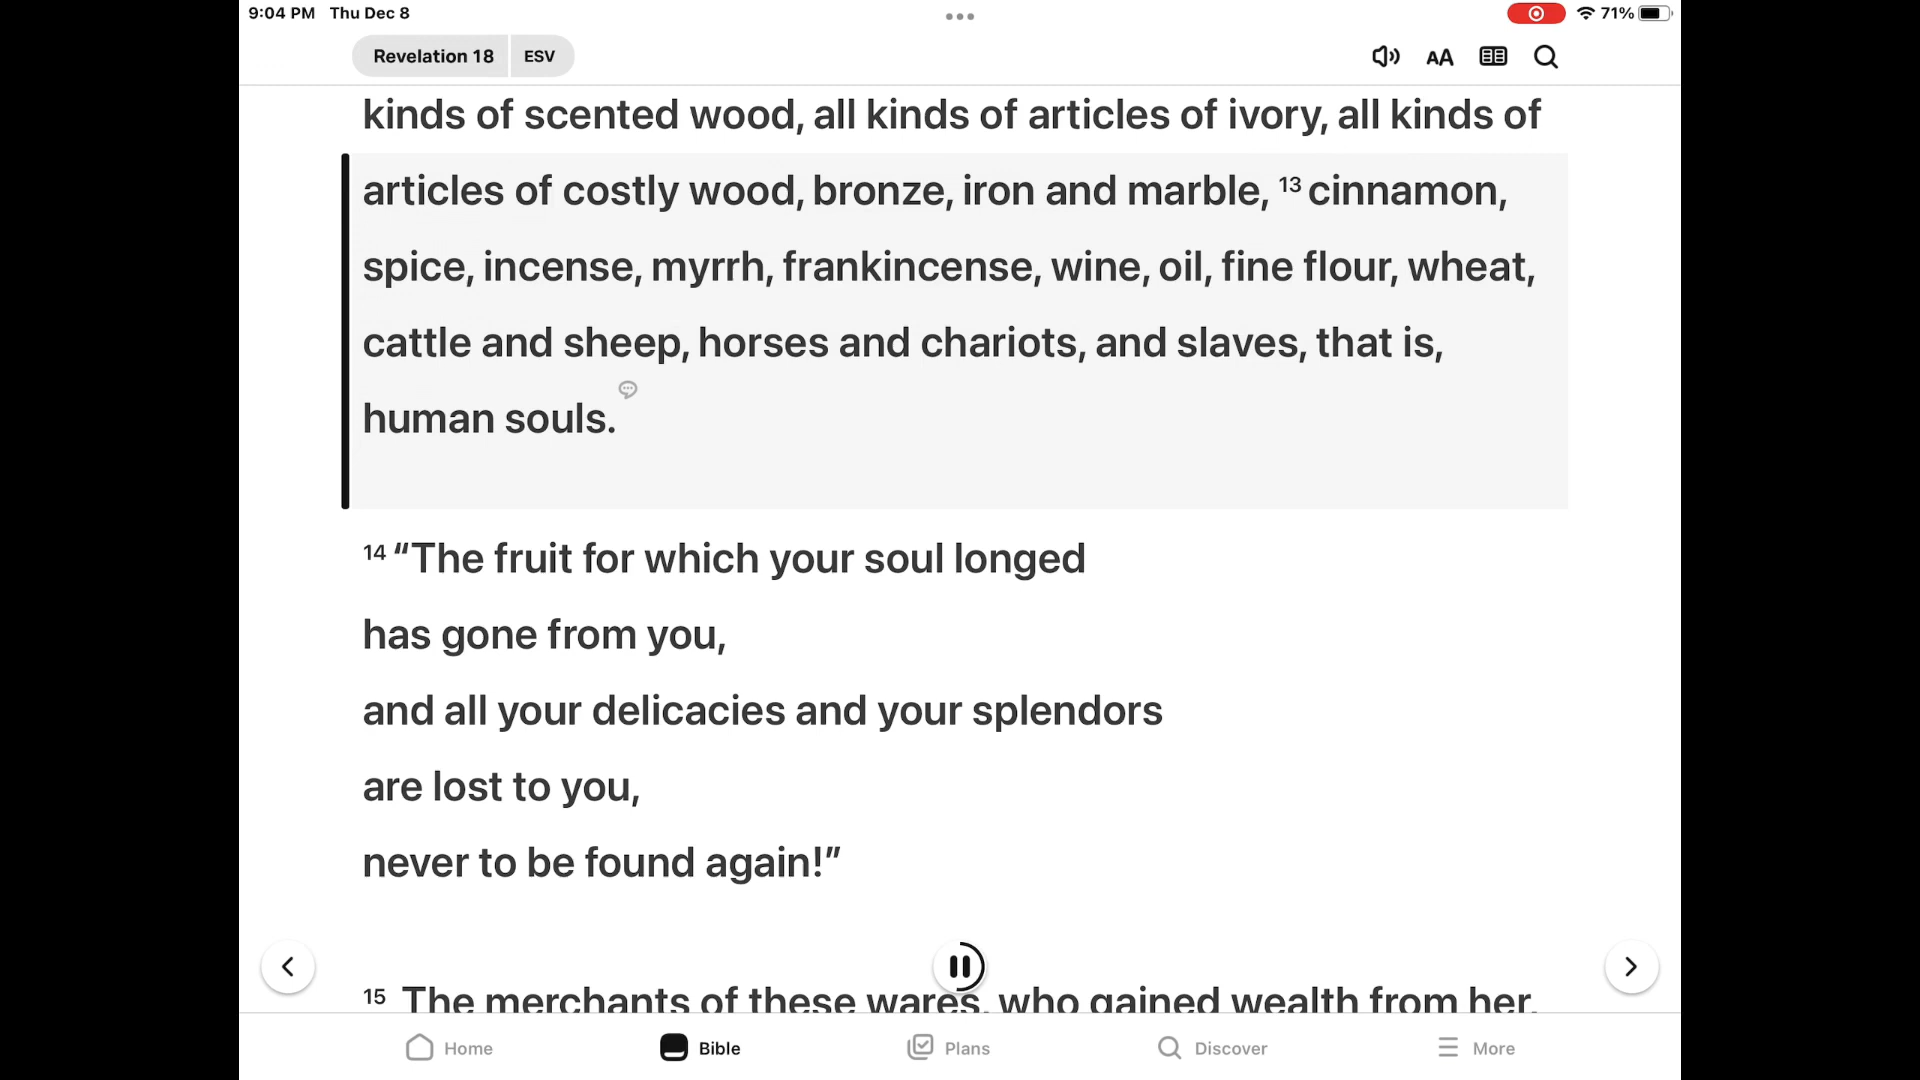 9:04 PM Thu Dec 8
71%
Revelation 18 ESV
AA
kinds of scented wood, all kinds of articles of ivory, all kinds of
articles of costly wood, bronze, iron and marble, 13 cinnamon,
spice, incense, myrrh, frankincense, wine, oil, fine flour, wheat,
cattle and sheep, horses and chariots, and slaves, that is,
human souls.
14 “The fruit for which your soul longed
has gone from you,
and all your delicacies and your splendors
are lost to you,
never to be found again!”
15 The merchants of these wares, who gained wealth from her,
Home Bible Plans Discover More